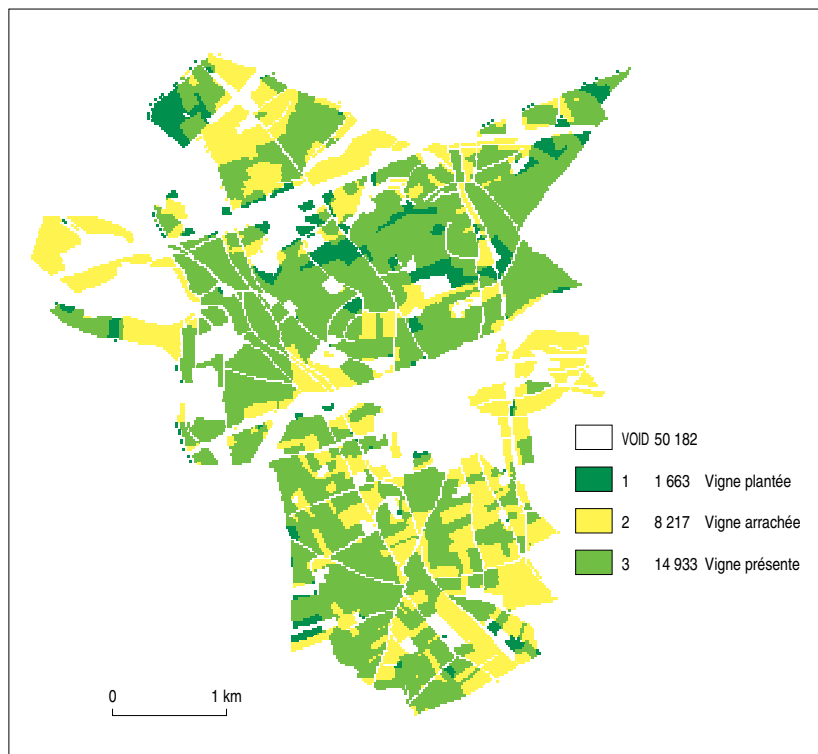 VOID 50 182
1 1 663 Vigne plantée
2 8 217 Vigne arrachée
3 14 933 Vigne présente
0 1 km